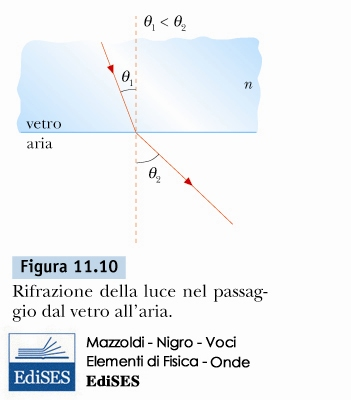 θ₁ < θ₂
θ₁
n
vetro
aria
θ₂
Figura 11.10
Rifrazione della luce nel passag-
gio dal vetro all'aria.
Mazzoldi - Nigro - Voci
Elementi di Fisica - Onde
EdiSES
EdiSES